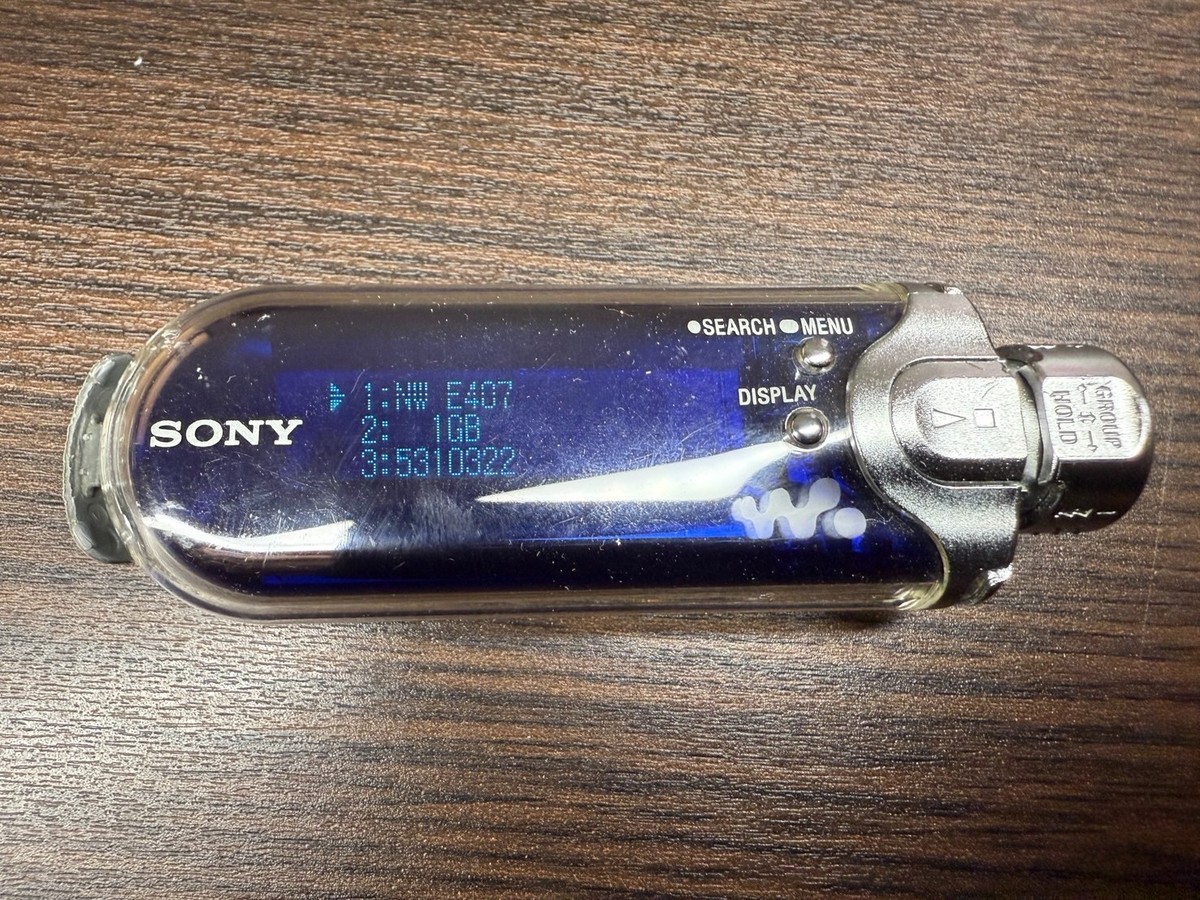 ●SEARCH ●MENU
DISPLAY
SONY
1:NW E407
2: 1GB
3:5310322
GROUP
HOLD